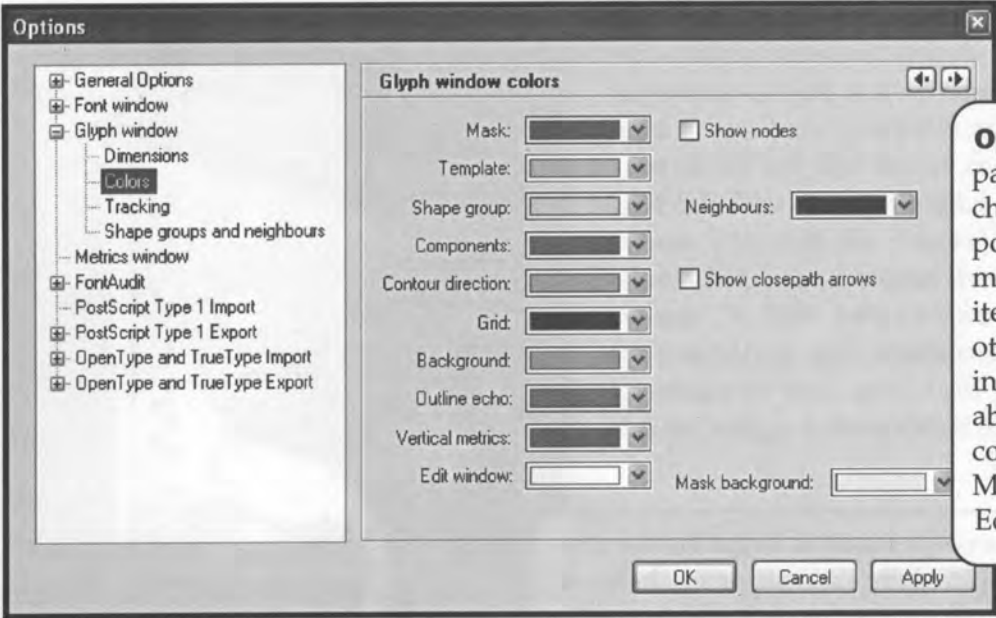 Options
General Options
Font window
Glyph window
Dimensions
Colors
Tracking
Shape groups and neighbours
Metrics window
FontAudit
PostScript Type 1 Import
PostScript Type 1 Export
OpenType and TrueType Import
OpenType and TrueType Export
Glyph window colors
Mask:
Show nodes
Template:
Shape group:
Neighbours:
Components:
Contour direction:
Show closepath arrows
Grid:
Background:
Outline echo:
Vertical metrics:
Edit window:
Mask background:
OK
Cancel
Apply